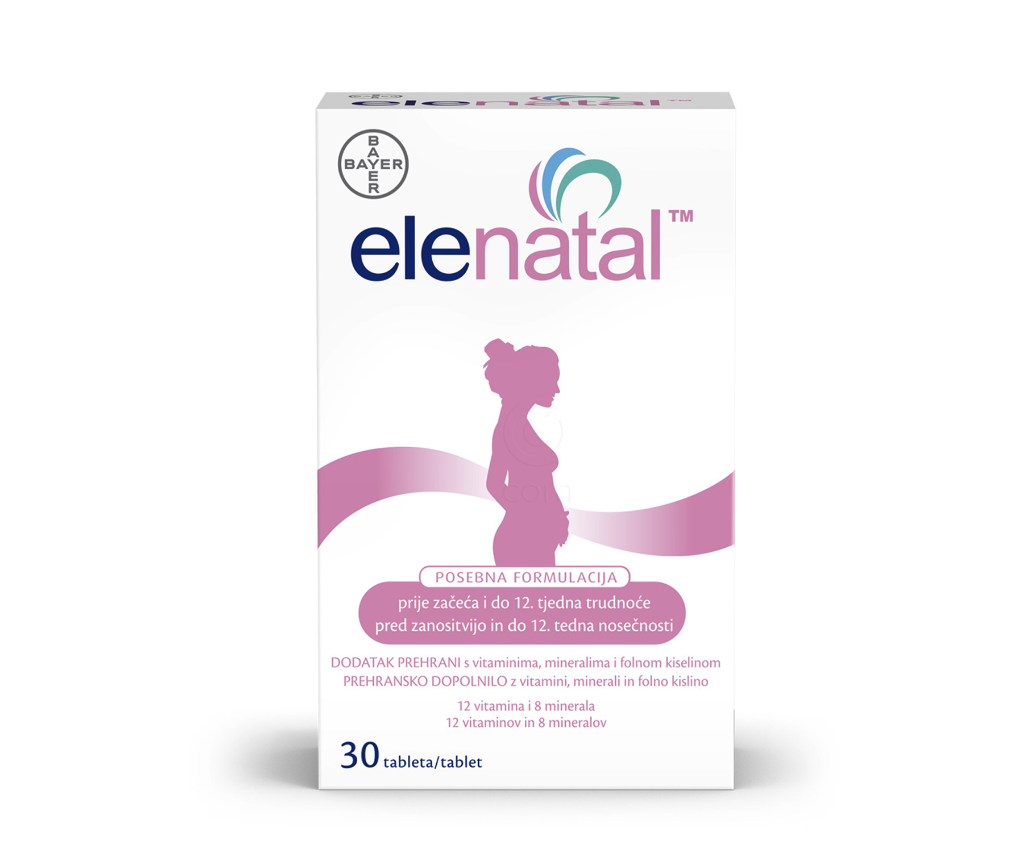 elenatal™
BAYER
BAYER
elenatal™
POSEBNA FORMULACIJA
prije začeća i do 12. tjedna trudnoće
pred zanositvijo in do 12. tedna nosečnosti
DODATAK PREHRANI s vitaminima, mineralima i folnom kiselinom
PREHRANSKO DOPOLNILO z vitamini, minerali in folno kislino
12 vitamina i 8 minerala
12 vitaminov in 8 mineralov
30 tableta/tablet